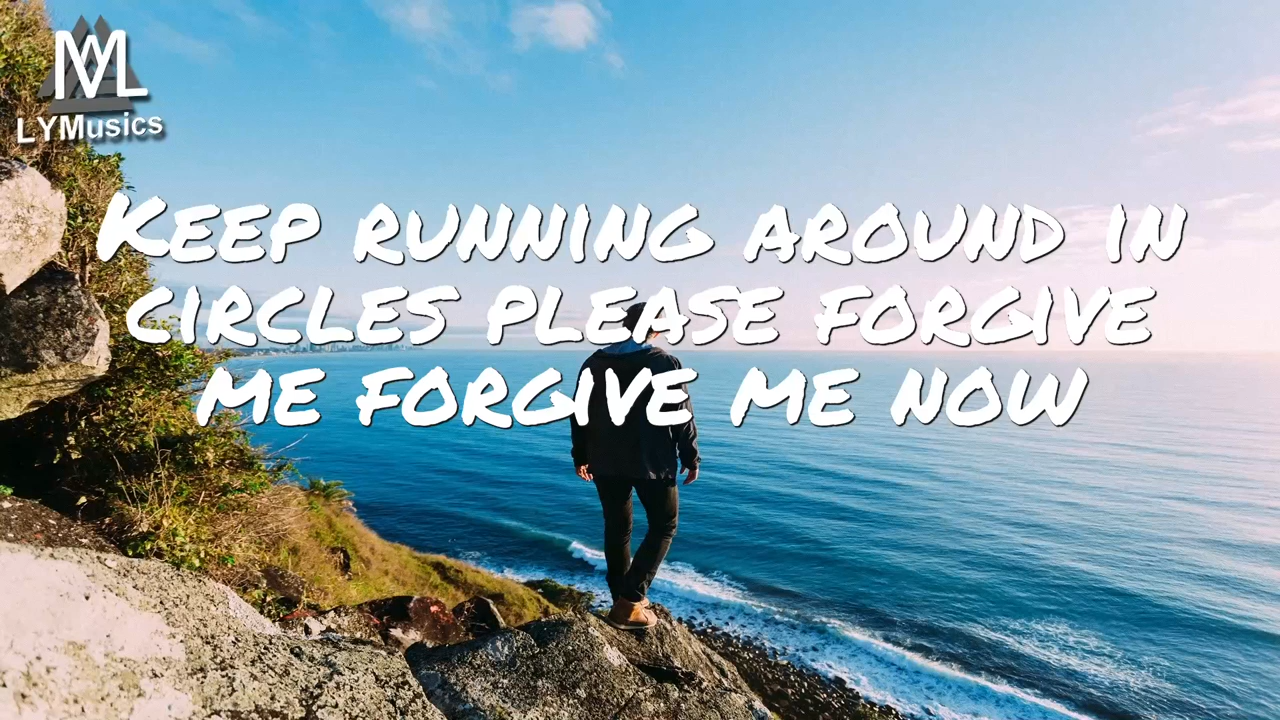 LYMusics
Keep running around in
circles please forgive
me forgive me now